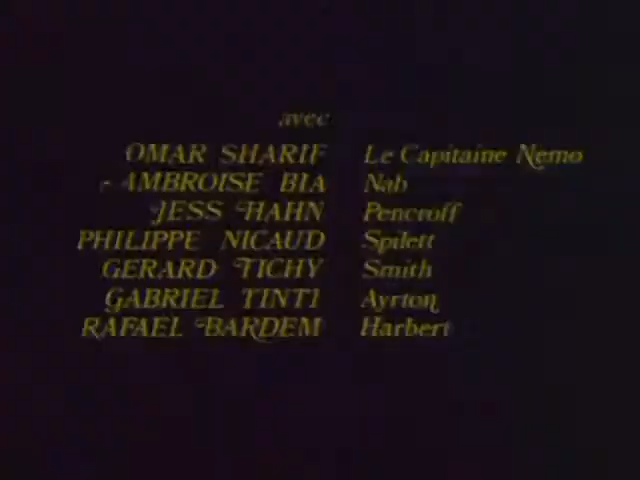 avec
OMAR SHARIF Le Capitaine Nemo
AMBROISE BIA Nab
JESS HAHN Pencroff
PHILIPPE NICAUD Spilett
GERARD TICHY Smith
GABRIEL TINTI Ayrton
RAFAEL BARDEM Harbert